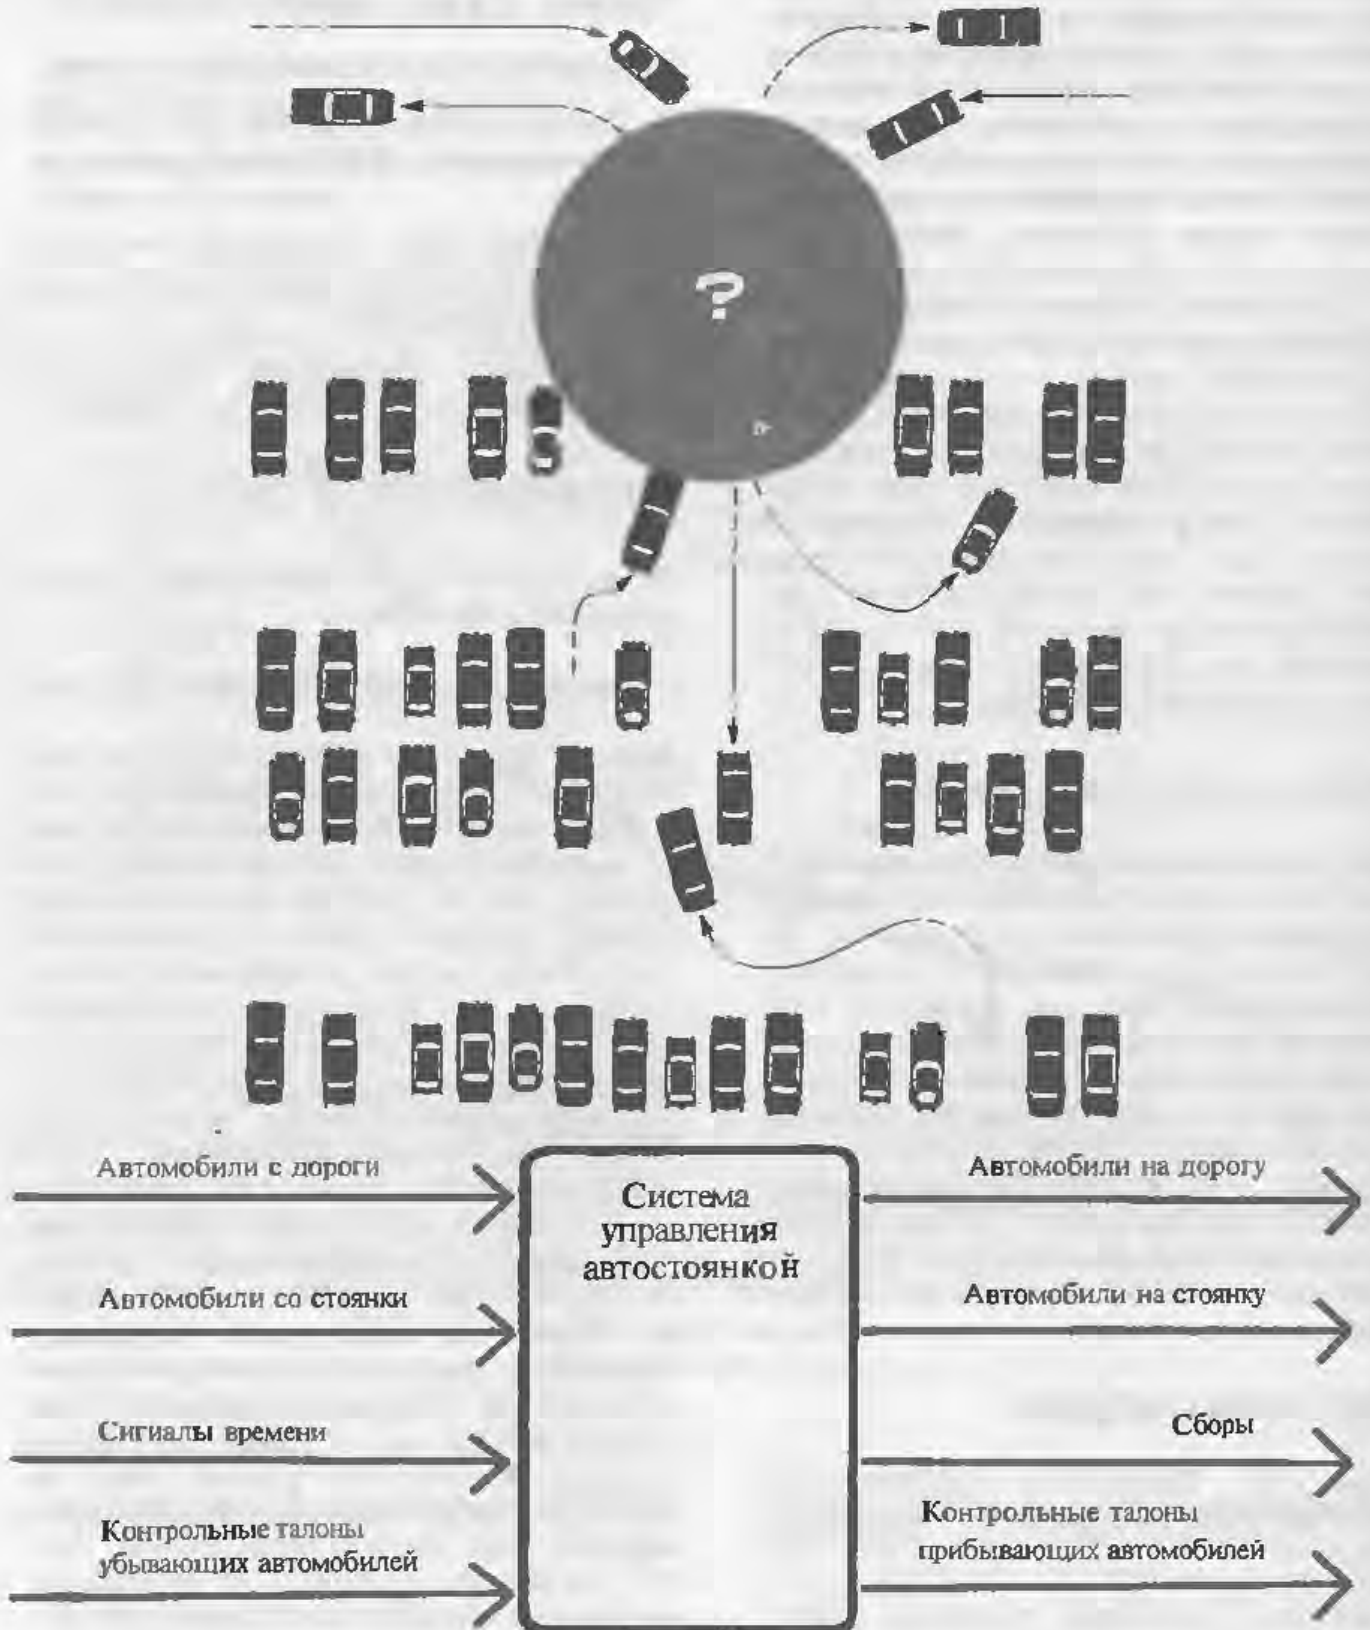 ?
Автомобили с дороги
Автомобили на дорогу
Система
управления
автостоянкой
Автомобили со стоянки
Автомобили на стоянку
Сигналы времени
Сборы
Контрольные талоны
убывающих автомобилей
Контрольные талоны
прибывающих автомобилей